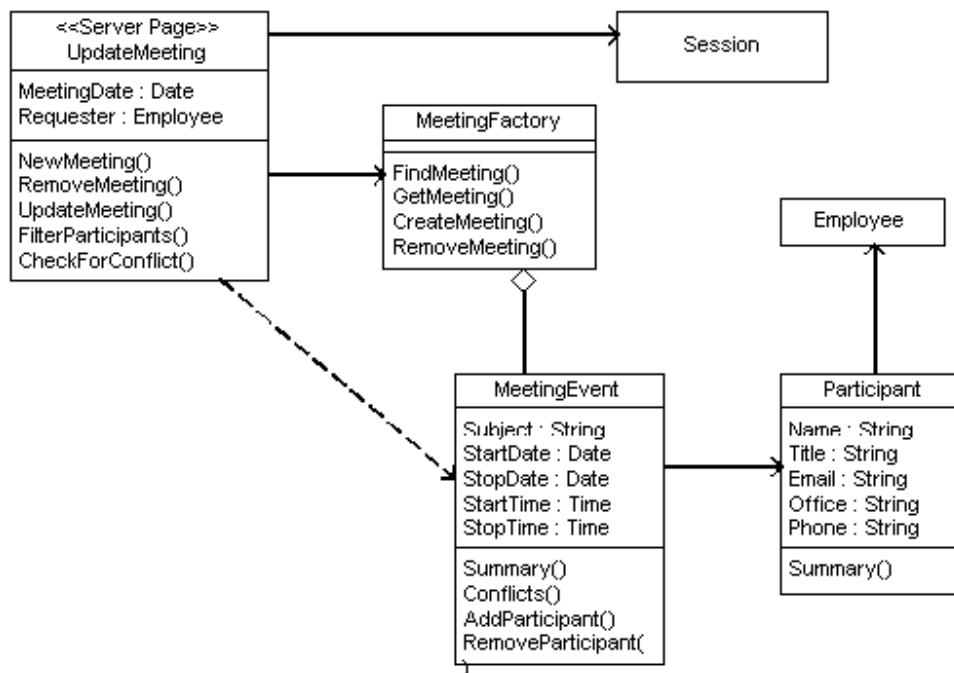 <<Server Page>>
UpdateMeeting
MeetingDate : Date
Requester : Employee
NewMeeting()
RemoveMeeting()
UpdateMeeting()
FilterParticipants()
CheckForConflict()
Session
MeetingFactory
FindMeeting()
GetMeeting()
CreateMeeting()
RemoveMeeting()
Employee
MeetingEvent
Subject : String
StartDate : Date
StopDate : Date
StartTime : Time
StopTime : Time
Summary()
Conflicts()
AddParticipant()
RemoveParticipant(
)
Participant
Name : String
Title : String
Email : String
Office : String
Phone : String
Summary()